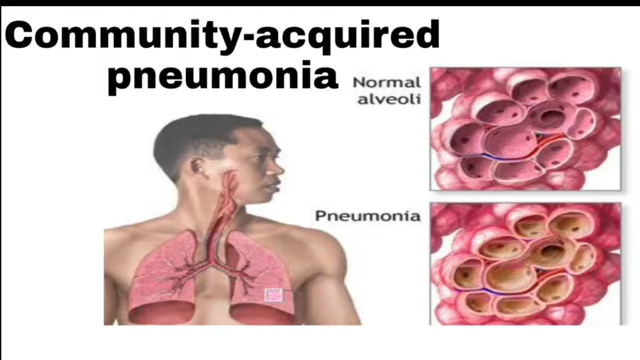 Community-acquired
pneumonia
Normal
alveoli
Pneumonia